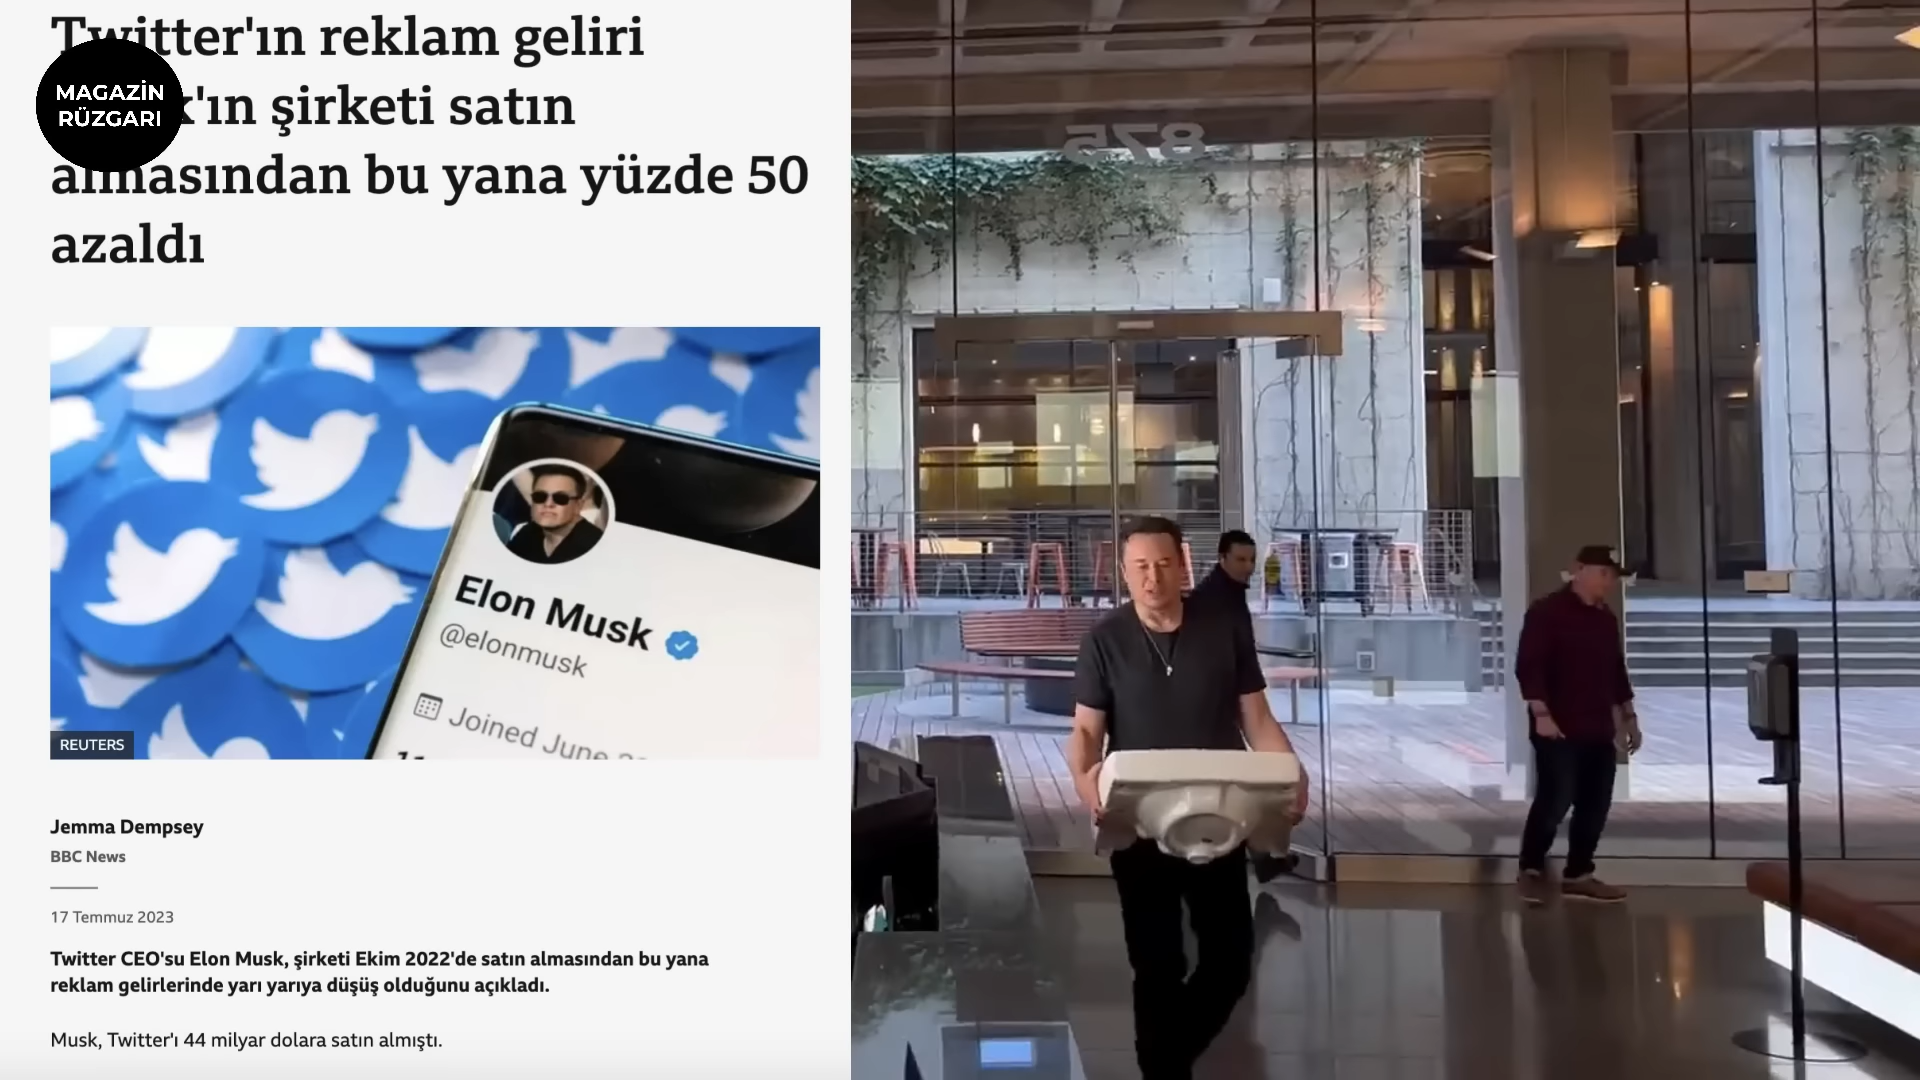 Twitter'ın reklam geliri
MAGAZİN
RÜZGARI
k'ın şirketi satın
almasından bu yana yüzde 50
azaldı
875
Elon Musk
@elonmusk
Joined June
REUTERS
Jemma Dempsey
BBC News
17 Temmuz 2023
Twitter CEO'su Elon Musk, şirketi Ekim 2022'de satın almasından bu yana
reklam gelirlerinde yarı yarıya düşüş olduğunu açıkladı.
Musk, Twitter'ı 44 milyar dolara satın almıştı.